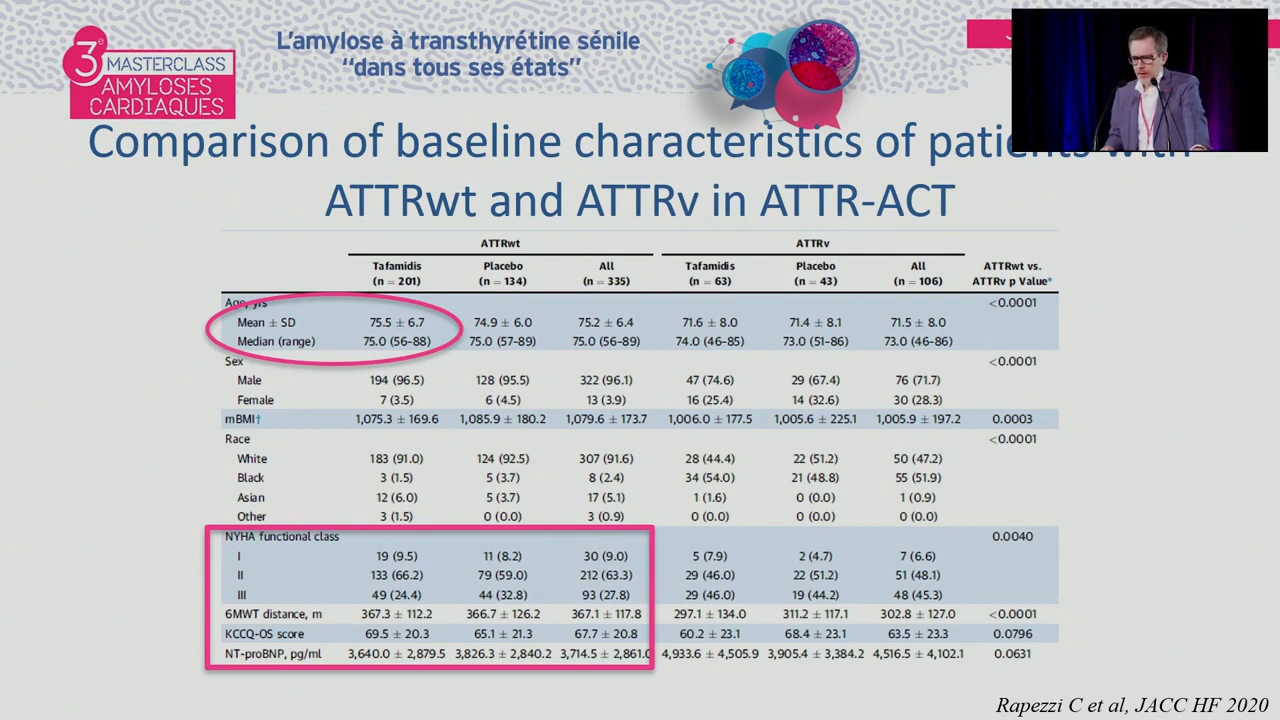 3e MASTERCLASS
AMYLOSES
CARDIAQUES
L'amylose à transthyrétine sénile
“dans tous ses états”
Comparison of baseline characteristics of patients with
ATTRwt and ATTRv in ATTR-ACT
ATTRwt ATTRv
Tafamidis Placebo All Tafamidis Placebo All ATTRwt vs.
(n = 201) (n = 134) (n = 335) (n = 63) (n = 43) (n = 106) ATTRv p Value*
Age, yrs <0.0001
Mean ± SD 75.5 ± 6.7 74.9 ± 6.0 75.2 ± 6.4 71.6 ± 8.0 71.4 ± 8.1 71.5 ± 8.0
Median (range) 75.0 (56-88) 75.0 (57-89) 75.0 (56-89) 74.0 (46-85) 73.0 (51-86) 73.0 (46-86)
Sex <0.0001
Male 194 (96.5) 128 (95.5) 322 (96.1) 47 (74.6) 29 (67.4) 76 (71.7)
Female 7 (3.5) 6 (4.5) 13 (3.9) 16 (25.4) 14 (32.6) 30 (28.3)
mBMI† 1,075.3 ± 169.6 1,085.9 ± 180.2 1,079.6 ± 173.7 1,006.0 ± 177.5 1,005.6 ± 225.1 1,005.9 ± 197.2 0.0003
Race <0.0001
White 183 (91.0) 124 (92.5) 307 (91.6) 28 (44.4) 22 (51.2) 50 (47.2)
Black 3 (1.5) 5 (3.7) 8 (2.4) 34 (54.0) 21 (48.8) 55 (51.9)
Asian 12 (6.0) 5 (3.7) 17 (5.1) 1 (1.6) 0 (0.0) 1 (0.9)
Other 3 (1.5) 0 (0.0) 3 (0.9) 0 (0.0) 0 (0.0) 0 (0.0)
NYHA functional class 0.0040
I 19 (9.5) 11 (8.2) 30 (9.0) 5 (7.9) 2 (4.7) 7 (6.6)
II 133 (66.2) 79 (59.0) 212 (63.3) 29 (46.0) 22 (51.2) 51 (48.1)
III 49 (24.4) 44 (32.8) 93 (27.8) 29 (46.0) 19 (44.2) 48 (45.3)
6MWT distance, m 367.3 ± 112.2 366.7 ± 126.2 367.1 ± 117.8 297.1 ± 134.0 311.2 ± 117.1 302.8 ± 127.0 <0.0001
KCCQ-OS score 69.5 ± 20.3 65.1 ± 21.3 67.7 ± 20.8 60.2 ± 23.1 68.4 ± 23.1 63.5 ± 23.3 0.0796
NT-proBNP, pg/ml 3,640.0 ± 2,879.5 3,826.3 ± 2,840.2 3,714.5 ± 2,861.0 4,933.6 ± 4,505.9 3,905.4 ± 3,384.2 4,516.5 ± 4,102.1 0.0631
Rapezzi C et al, JACC HF 2020